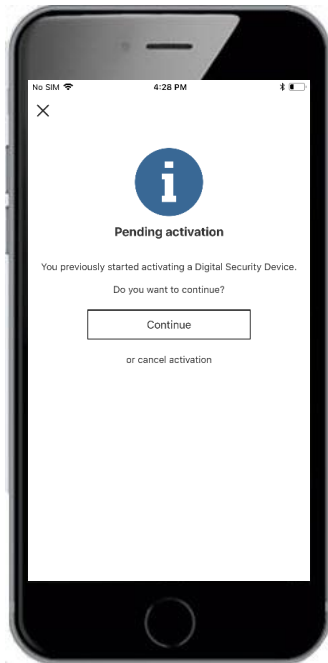 No SIM 4:28 PM
Pending activation
You previously started activating a Digital Security Device.
Do you want to continue?
Continue
or cancel activation